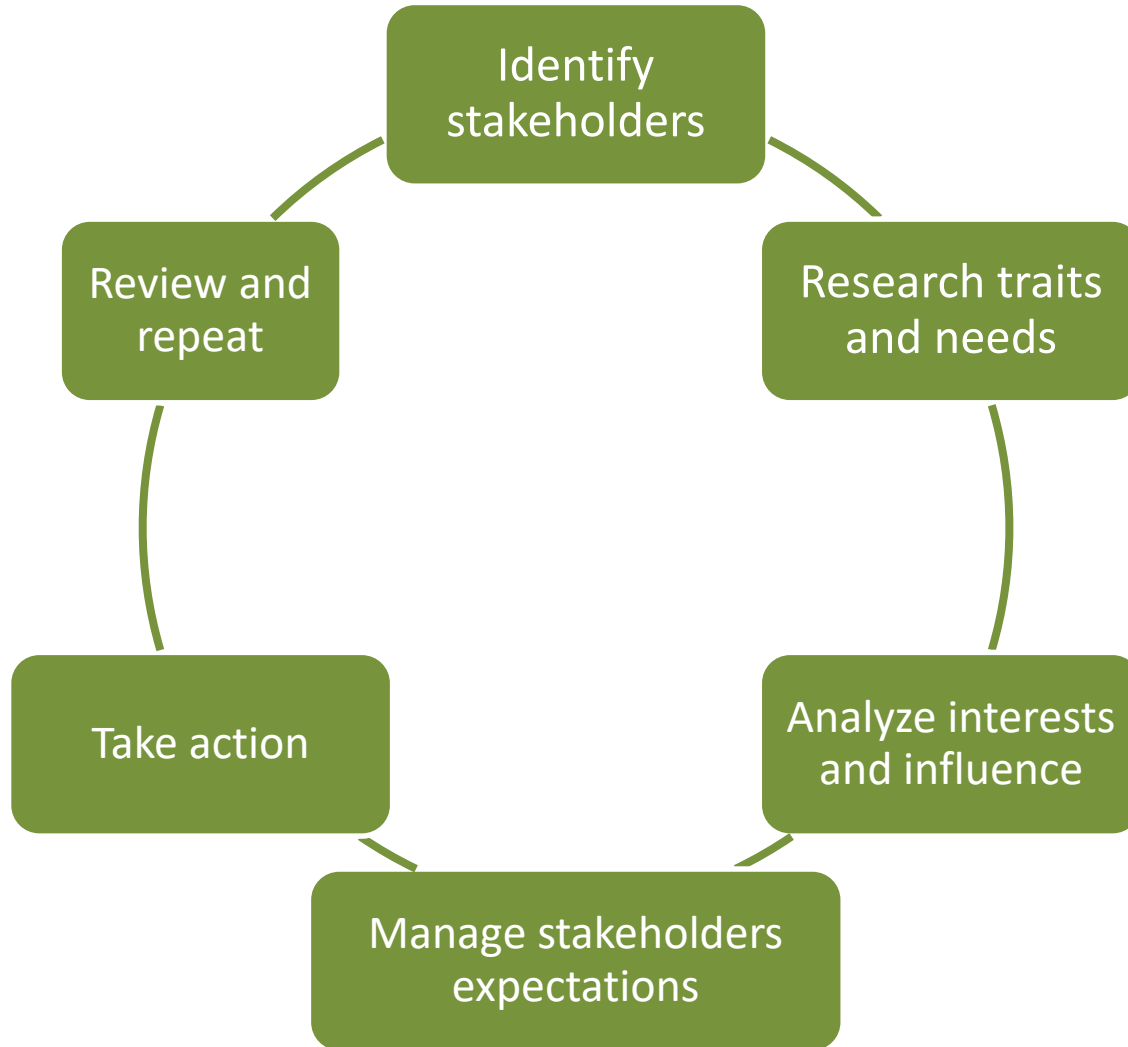 Identify
stakeholders
Research traits
and needs
Analyze interests
and influence
Manage stakeholders
expectations
Take action
Review and
repeat